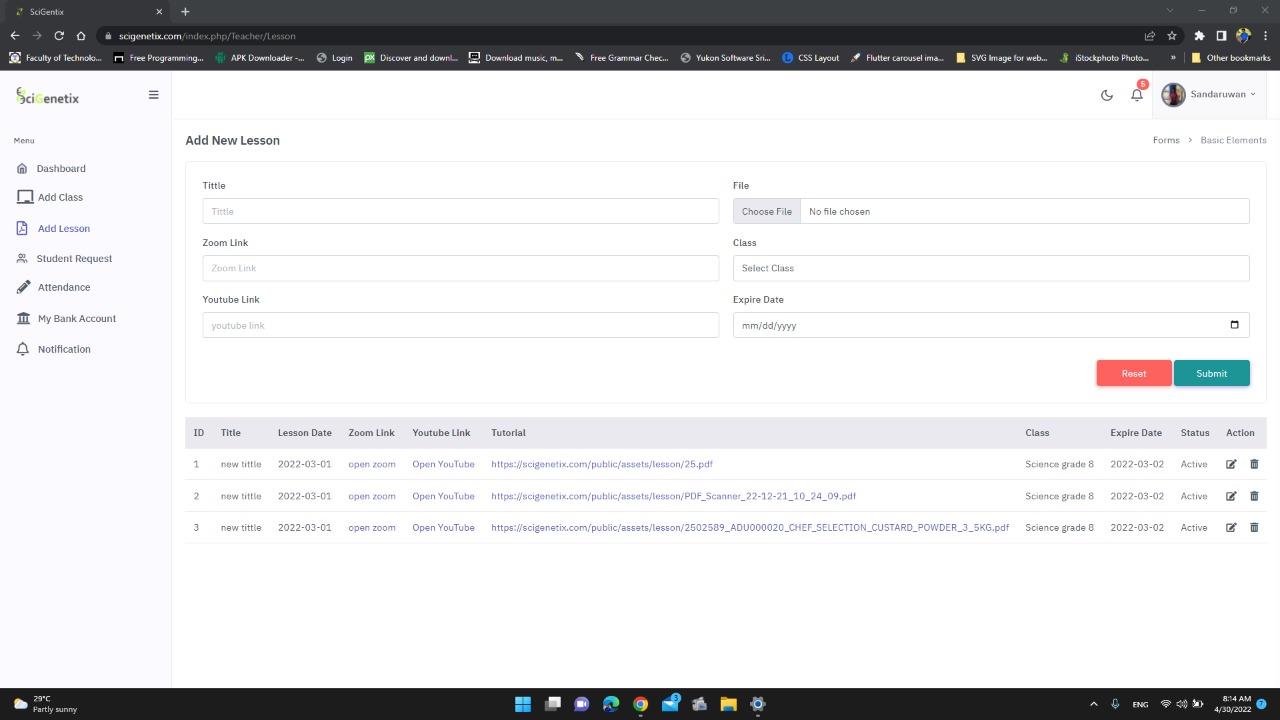 SciGentix
scigenetix.com/index.php/Teacher/Lesson
Faculty of Technolo... Free Programming... APK Downloader -... Login Discover and downl... Download music, m... Free Grammar Chec... Yukon Software Sri... CSS Layout Flutter carousel ima... SVG Image for web... iStockphoto Photo... » Other bookmarks
SciGenetix
5
Sandaruwan
Menu
Dashboard
Add Class
Add Lesson
Student Request
Attendance
My Bank Account
Notification
Add New Lesson
Forms > Basic Elements
Tittle File
Tittle Choose File No file chosen
Zoom Link Class
Zoom Link Select Class
Youtube Link Expire Date
youtube link mm/dd/yyyy
Reset Submit
ID Title Lesson Date Zoom Link Youtube Link Tutorial Class Expire Date Status Action
1 new tittle 2022-03-01 open zoom Open YouTube https://scigenetix.com/public/assets/lesson/25.pdf Science grade 8 2022-03-02 Active
2 new tittle 2022-03-01 open zoom Open YouTube https://scigenetix.com/public/assets/lesson/PDF_Scanner_22-12-21_10_24_09.pdf Science grade 8 2022-03-02 Active
3 new tittle 2022-03-01 open zoom Open YouTube https://scigenetix.com/public/assets/lesson/2502589_ADU000020_CHEF_SELECTION_CUSTARD_POWDER_3_5KG.pdf Science grade 8 2022-03-02 Active
29°C
Partly sunny
3
ENG
8:14 AM
4/30/2022
7